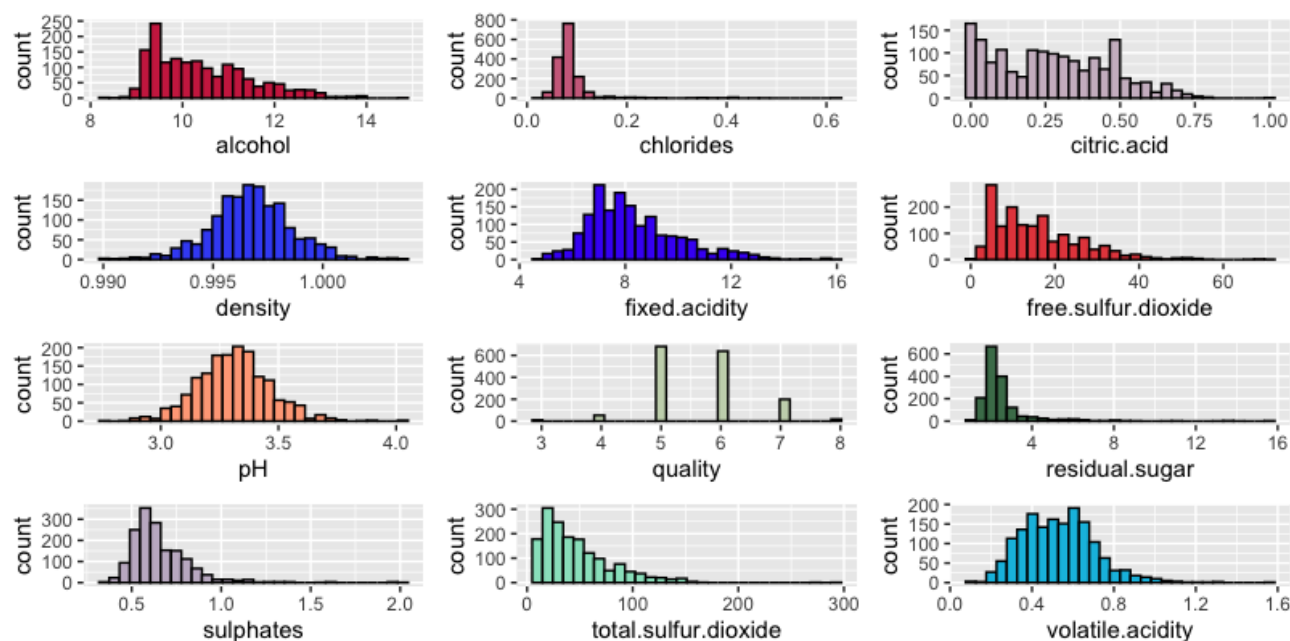 count
250
200
150
100
50
0
8 10 12 14
alcohol
count
800
600
400
200
0
0.0 0.2 0.4 0.6
chlorides
count
150
100
50
0
0.00 0.25 0.50 0.75 1.00
citric.acid
count
150
100
50
0
0.990 0.995 1.000
density
count
200
150
100
50
0
4 8 12 16
fixed.acidity
count
200
100
0
0 20 40 60
free.sulfur.dioxide
count
200
150
100
50
0
3.0 3.5 4.0
pH
count
600
400
200
0
3 4 5 6 7 8
quality
count
600
400
200
0
4 8 12 16
residual.sugar
count
300
200
100
0
0.5 1.0 1.5 2.0
sulphates
count
300
200
100
0
0 100 200 300
total.sulfur.dioxide
count
200
150
100
50
0
0.0 0.4 0.8 1.2 1.6
volatile.acidity